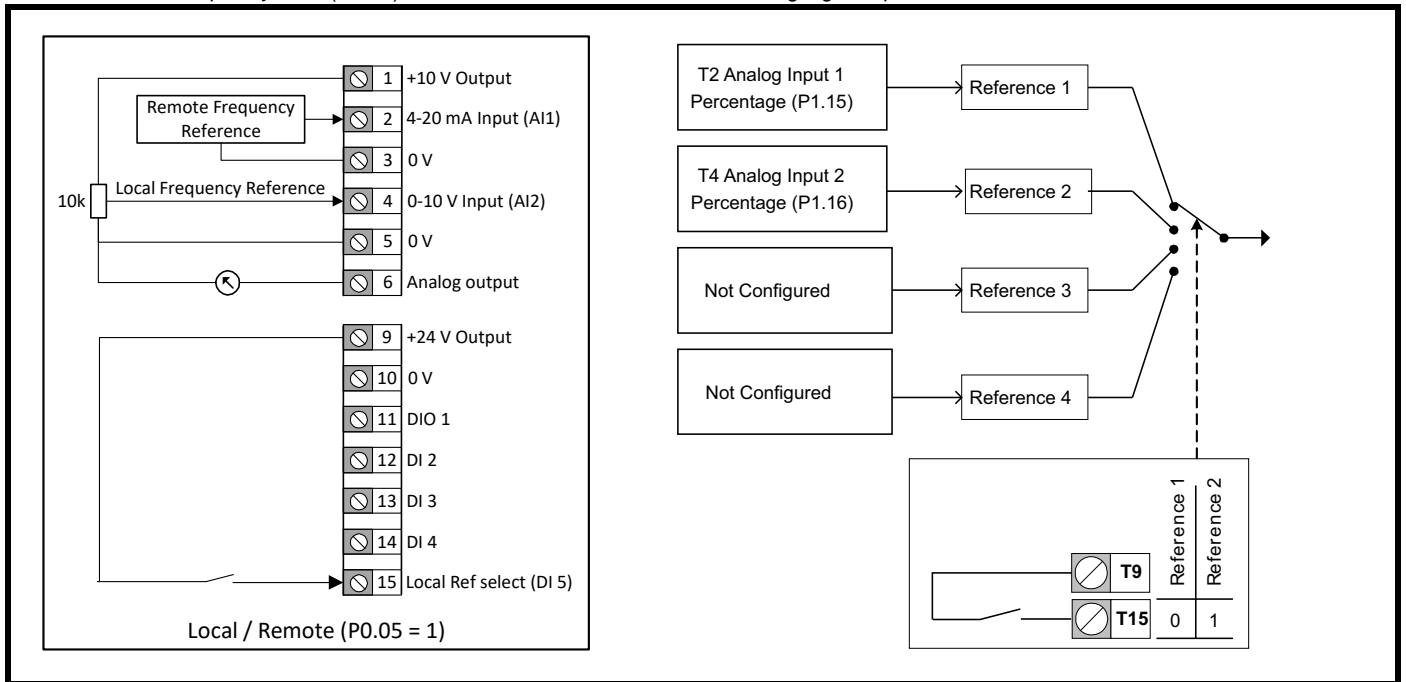 1 +10 V Output
Remote Frequency
Reference
2 4-20 mA Input (AI1)
3 0 V
10k
Local Frequency Reference
4 0-10 V Input (AI2)
5 0 V
6 Analog output
9 +24 V Output
10 0 V
11 DIO 1
12 DI 2
13 DI 3
14 DI 4
15 Local Ref select (DI 5)
Local / Remote (P0.05 = 1)
T2 Analog Input 1
Percentage (P1.15)
Reference 1
T4 Analog Input 2
Percentage (P1.16)
Reference 2
Not Configured
Reference 3
Not Configured
Reference 4
Reference 1
Reference 2
T9
T15 0 1